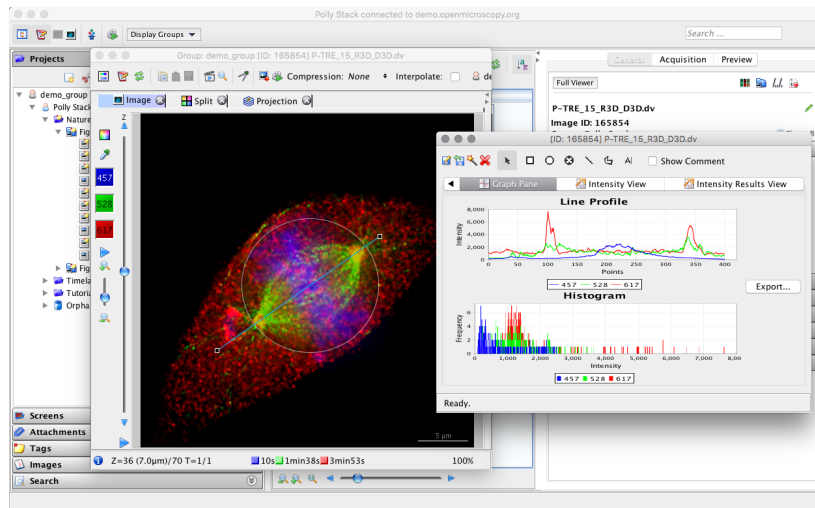 Polly Stack connected to demo.openmicroscopy.org
Display Groups
Search ...
Projects
demo_group
Polly Stack
Nature
Fig
Fig
Timela
Tutoria
Orpha
Screens
Attachments
Tags
Images
Search
Group: demo_group [ID: 165854] P-TRE_15_R3D_D3D.dv
Compression: None
Interpolate:
de
Image
Split
Projection
Z
457
528
617
5 µm
Z=36 (7.0µm)/70 T=1/1
10s
1min38s
3min53s
100%
General
Acquisition
Preview
Full Viewer
P-TRE_15_R3D_D3D.dv
Image ID: 165854
[ID: 165854] P-TRE_15_R3D_D3D.dv
Show Comment
Graph Pane
Intensity View
Intensity Results View
Line Profile
Intensity
8,000
6,000
4,000
2,000
0
0 50 100 150 200 250 300 350 400
Points
457 528 617
Export...
Histogram
Frequency
6
4
2
0
0 1,000 2,000 3,000 4,000 5,000 6,000 7,000 8,00
Intensity
457 528 617
Ready.